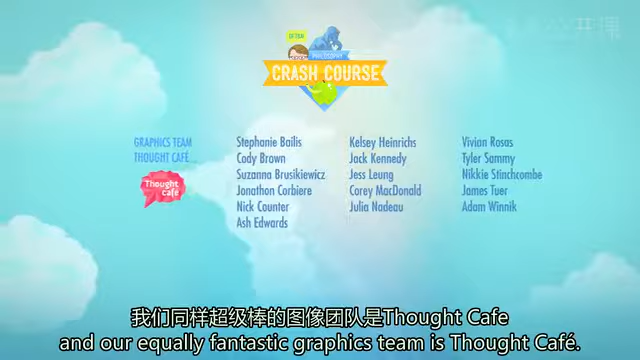 PHILOSOPHY
CRASH COURSE
GRAPHICS TEAM
THOUGHT CAFÉ
Thought
cafe
Stephanie Bailis
Cody Brown
Suzanna Brusikiewicz
Jonathon Corbiere
Nick Counter
Ash Edwards
Kelsey Heinrichs
Jack Kennedy
Jess Leung
Corey MacDonald
Julia Nadeau
Vivian Rosas
Tyler Sammy
Nikkie Stinchcombe
James Tuer
Adam Winnik
我们同样超级棒的图像团队是Thought Cafe
and our equally fantastic graphics team is Thought Café.